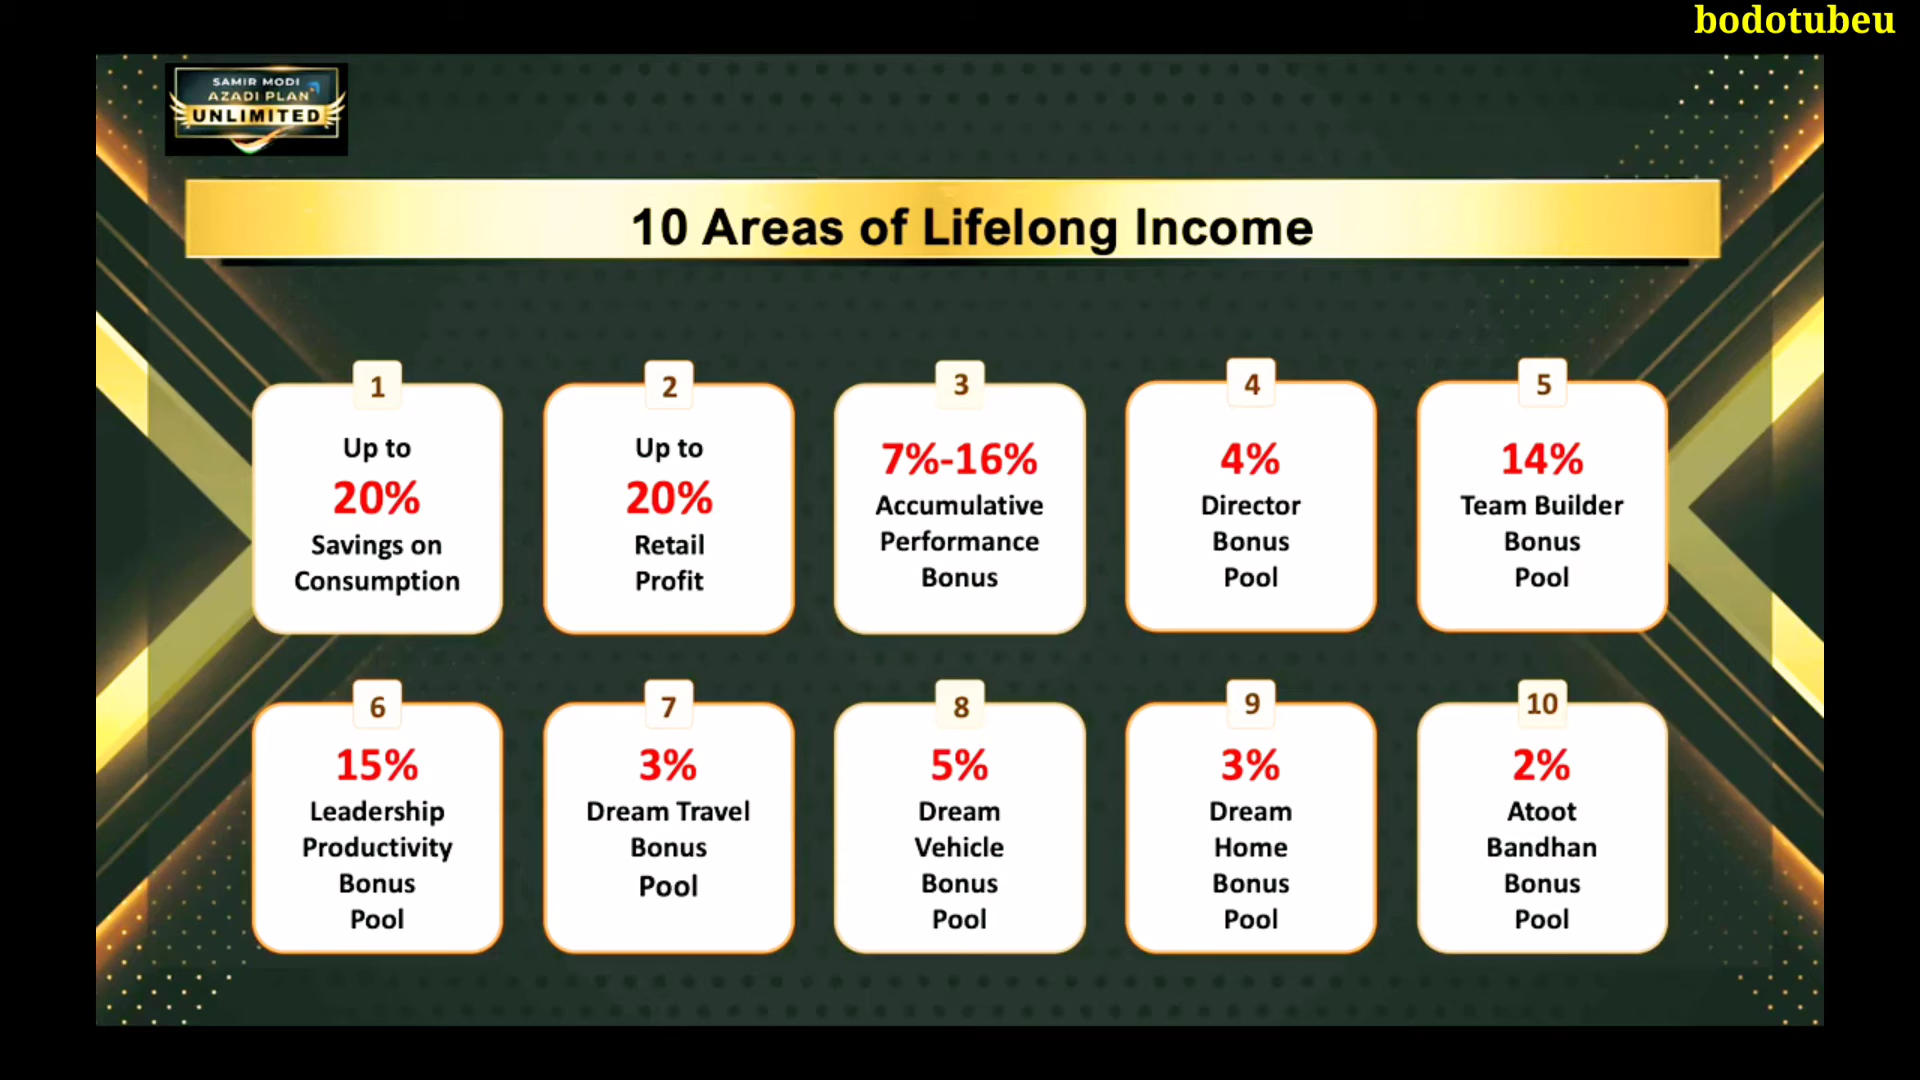 bodotubeu
SAMIR MODI
AZADI PLAN
UNLIMITED
10 Areas of Lifelong Income
1
Up to
20%
Savings on
Consumption
2
Up to
20%
Retail
Profit
3
7%-16%
Accumulative
Performance
Bonus
4
4%
Director
Bonus
Pool
5
14%
Team Builder
Bonus
Pool
6
15%
Leadership
Productivity
Bonus
Pool
7
3%
Dream Travel
Bonus
Pool
8
5%
Dream
Vehicle
Bonus
Pool
9
3%
Dream
Home
Bonus
Pool
10
2%
Atoot
Bandhan
Bonus
Pool